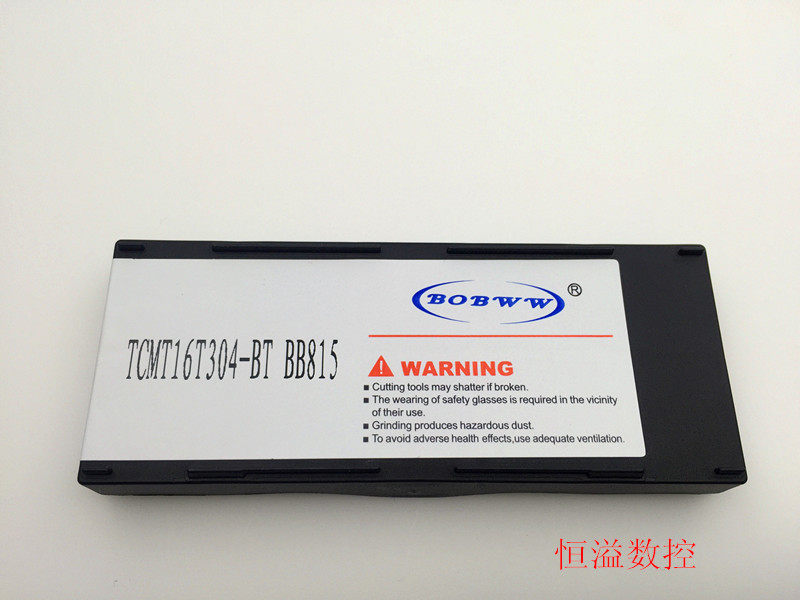 BOBWW®
TCMT16T304-BT BB815
WARNING
■ Cutting tools may shatter if broken.
■ The wearing of safety glasses is required in the vicinity
of their use.
■ Grinding produces hazardous dust.
■ To avoid adverse health effects,use adequate ventilation.
恒溢数控